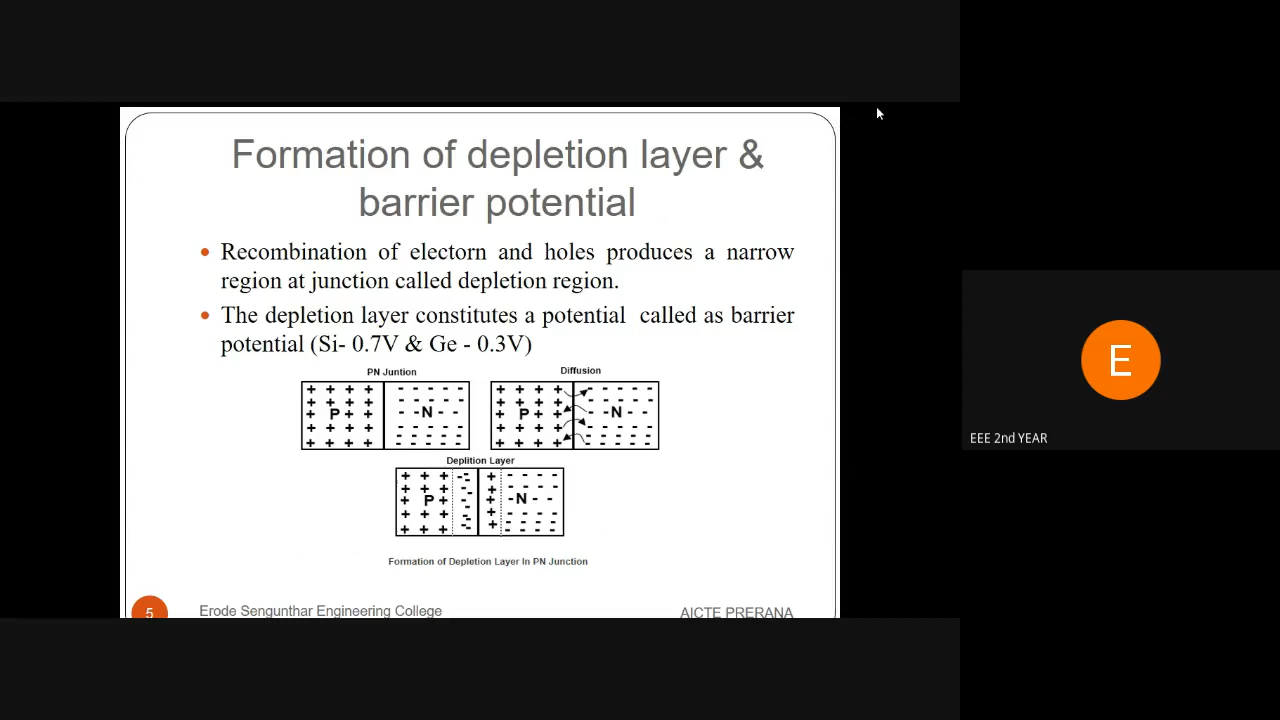 Formation of depletion layer &
barrier potential
• Recombination of electorn and holes produces a narrow
region at junction called depletion region.
• The depletion layer constitutes a potential called as barrier
potential (Si- 0.7V & Ge - 0.3V)
PN Juntion
Diffusion
P
N
P
N
Deplition Layer
P
N
Formation of Depletion Layer In PN Junction
5
Erode Sengunthar Engineering College
AICTE PRERANA
E
EEE 2nd YEAR